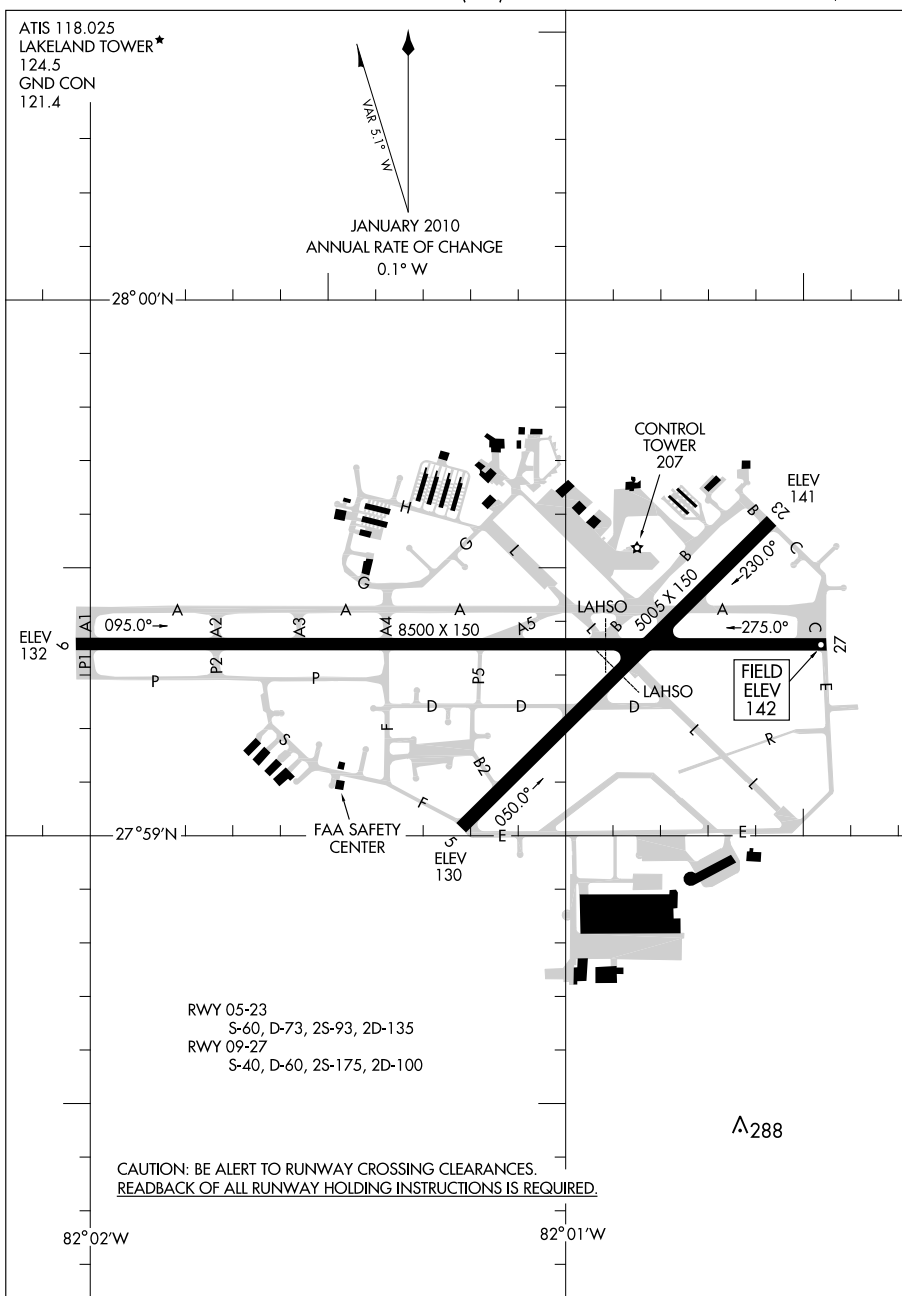 ATIS 118.025
LAKELAND TOWER★
124.5
GND CON
121.4
VAR 5.1° W
JANUARY 2010
ANNUAL RATE OF CHANGE
0.1° W
28°00'N
CONTROL
TOWER
207
ELEV
141
23
B
C
H
G
L
B
230.0°
G
5005 X 150
A
A
A
LAHSO
A
A1
095.0°
A2
A3
A4
8500 X 150
A5
L
B
275.0°
C
ELEV
132
9
27
P1
P2
P5
LAHSO
FIELD
ELEV
142
E
P
P
D
D
D
F
L
R
S
B2
L
F
050.0°
FAA SAFETY
CENTER
27°59'N
5
E
E
ELEV
130
RWY 05-23
S-60, D-73, 2S-93, 2D-135
RWY 09-27
S-40, D-60, 2S-175, 2D-100
288
CAUTION: BE ALERT TO RUNWAY CROSSING CLEARANCES.
READBACK OF ALL RUNWAY HOLDING INSTRUCTIONS IS REQUIRED.
82°02'W
82°01'W